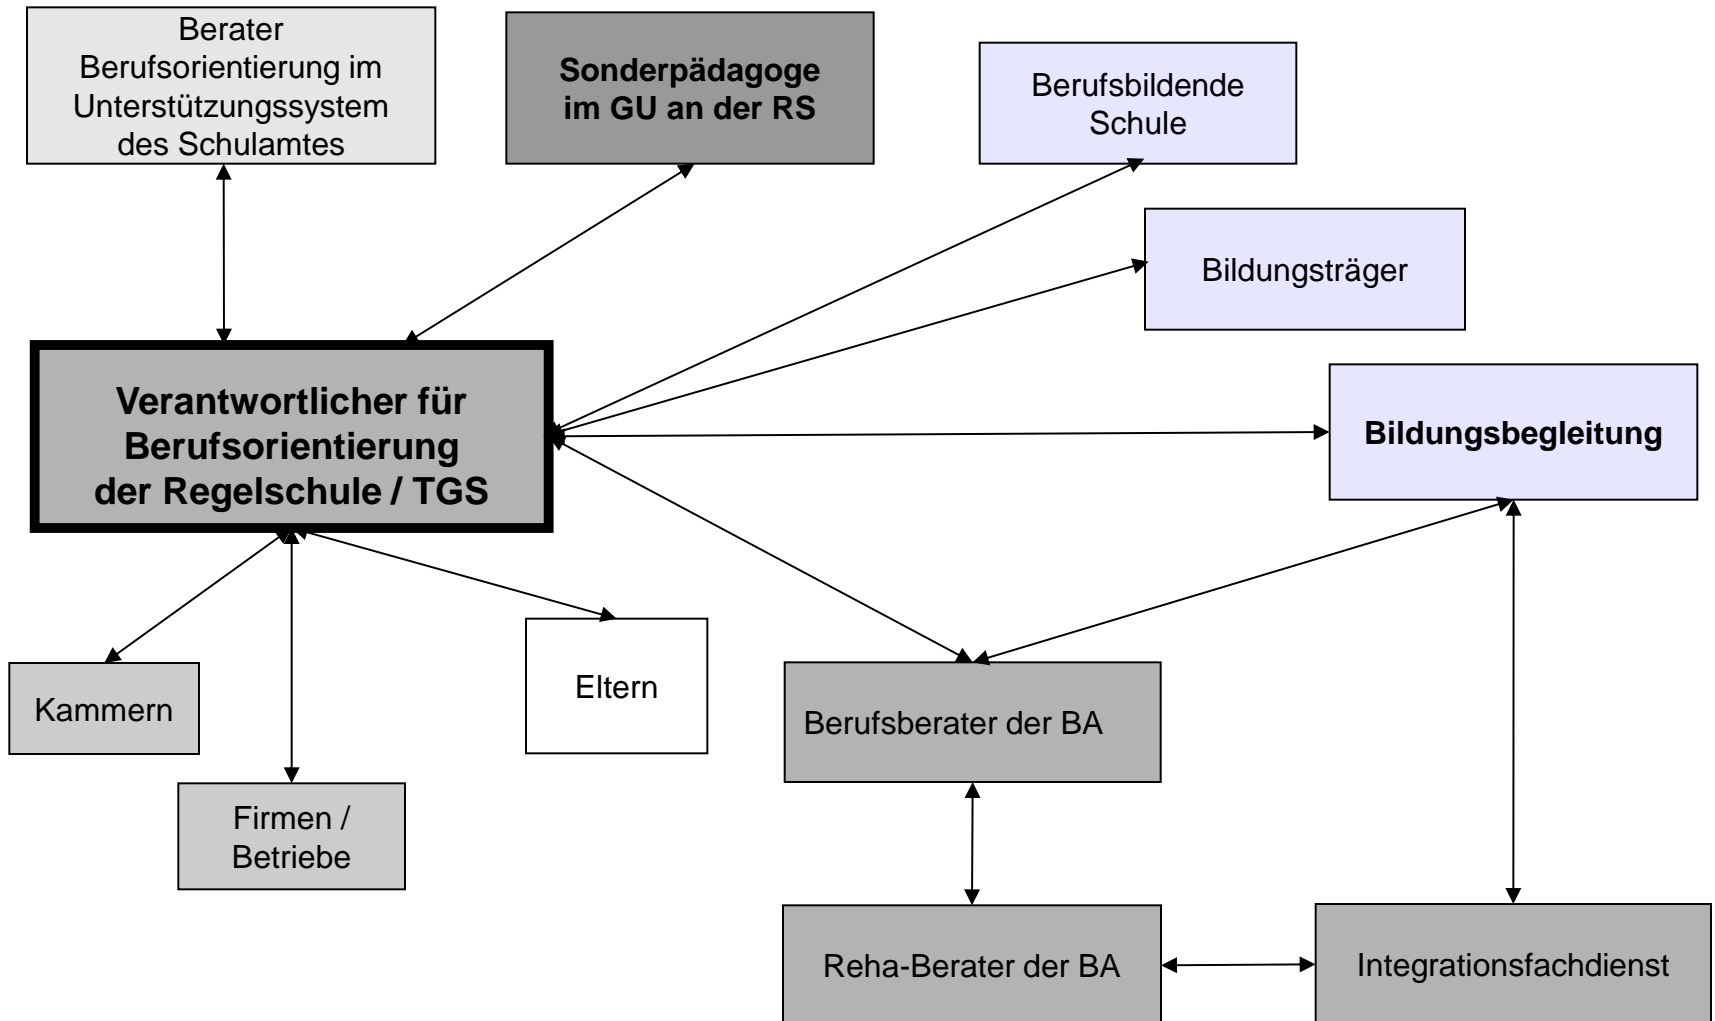 Berater
Berufsorientierung im
Unterstützungssystem
des Schulamtes
Sonderpädagoge
im GU an der RS
Berufsbildende
Schule
Bildungsträger
Verantwortlicher für
Berufsorientierung
der Regelschule / TGS
Bildungsbegleitung
Kammern
Eltern
Berufsberater der BA
Firmen /
Betriebe
Reha-Berater der BA
Integrationsfachdienst